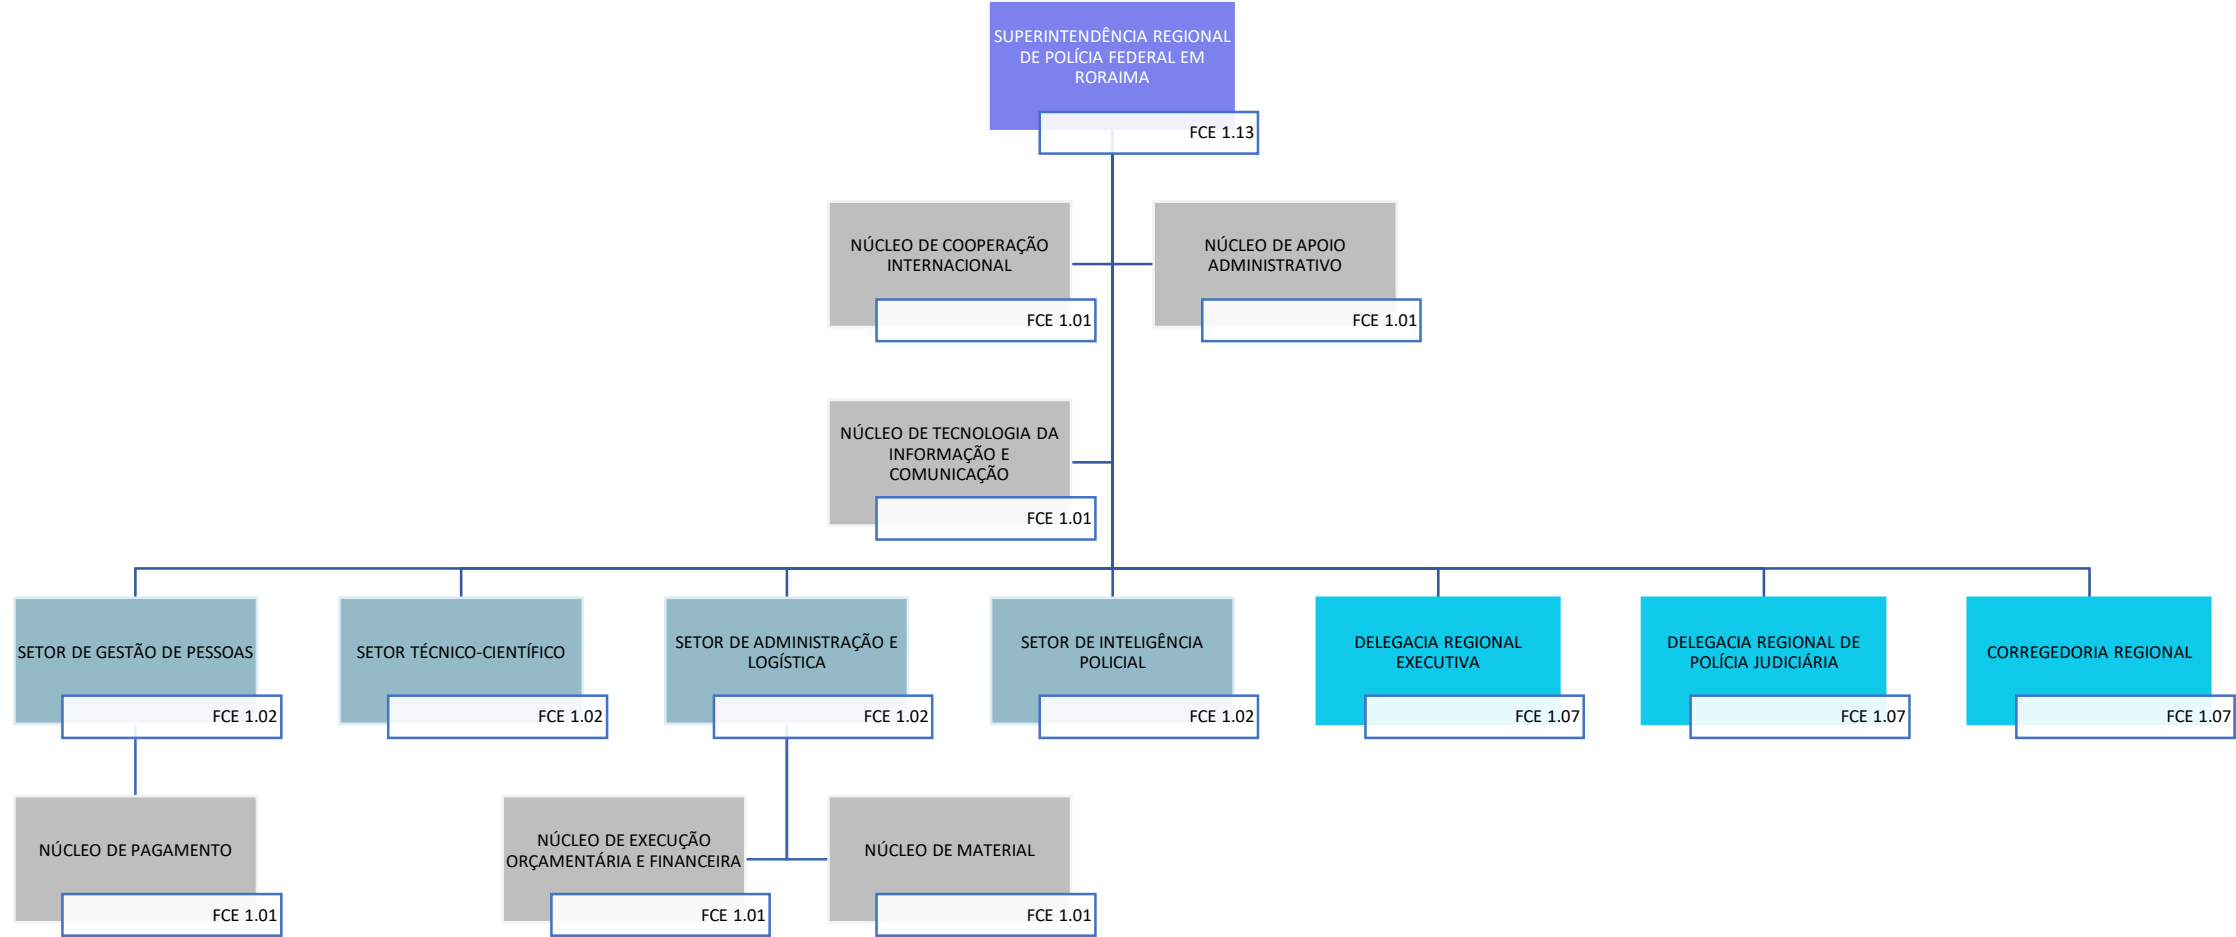 SUPERINTENDÊNCIA REGIONAL
DE POLÍCIA FEDERAL EM
RORAIMA
FCE 1.13
NÚCLEO DE COOPERAÇÃO
INTERNACIONAL
FCE 1.01
NÚCLEO DE APOIO
ADMINISTRATIVO
FCE 1.01
NÚCLEO DE TECNOLOGIA DA
INFORMAÇÃO E
COMUNICAÇÃO
FCE 1.01
SETOR DE GESTÃO DE PESSOAS
FCE 1.02
SETOR TÉCNICO-CIENTÍFICO
FCE 1.02
SETOR DE ADMINISTRAÇÃO E
LOGÍSTICA
FCE 1.02
SETOR DE INTELIGÊNCIA
POLICIAL
FCE 1.02
DELEGACIA REGIONAL
EXECUTIVA
FCE 1.07
DELEGACIA REGIONAL DE
POLÍCIA JUDICIÁRIA
FCE 1.07
CORREGEDORIA REGIONAL
FCE 1.07
NÚCLEO DE PAGAMENTO
FCE 1.01
NÚCLEO DE EXECUÇÃO
ORÇAMENTÁRIA E FINANCEIRA
FCE 1.01
NÚCLEO DE MATERIAL
FCE 1.01